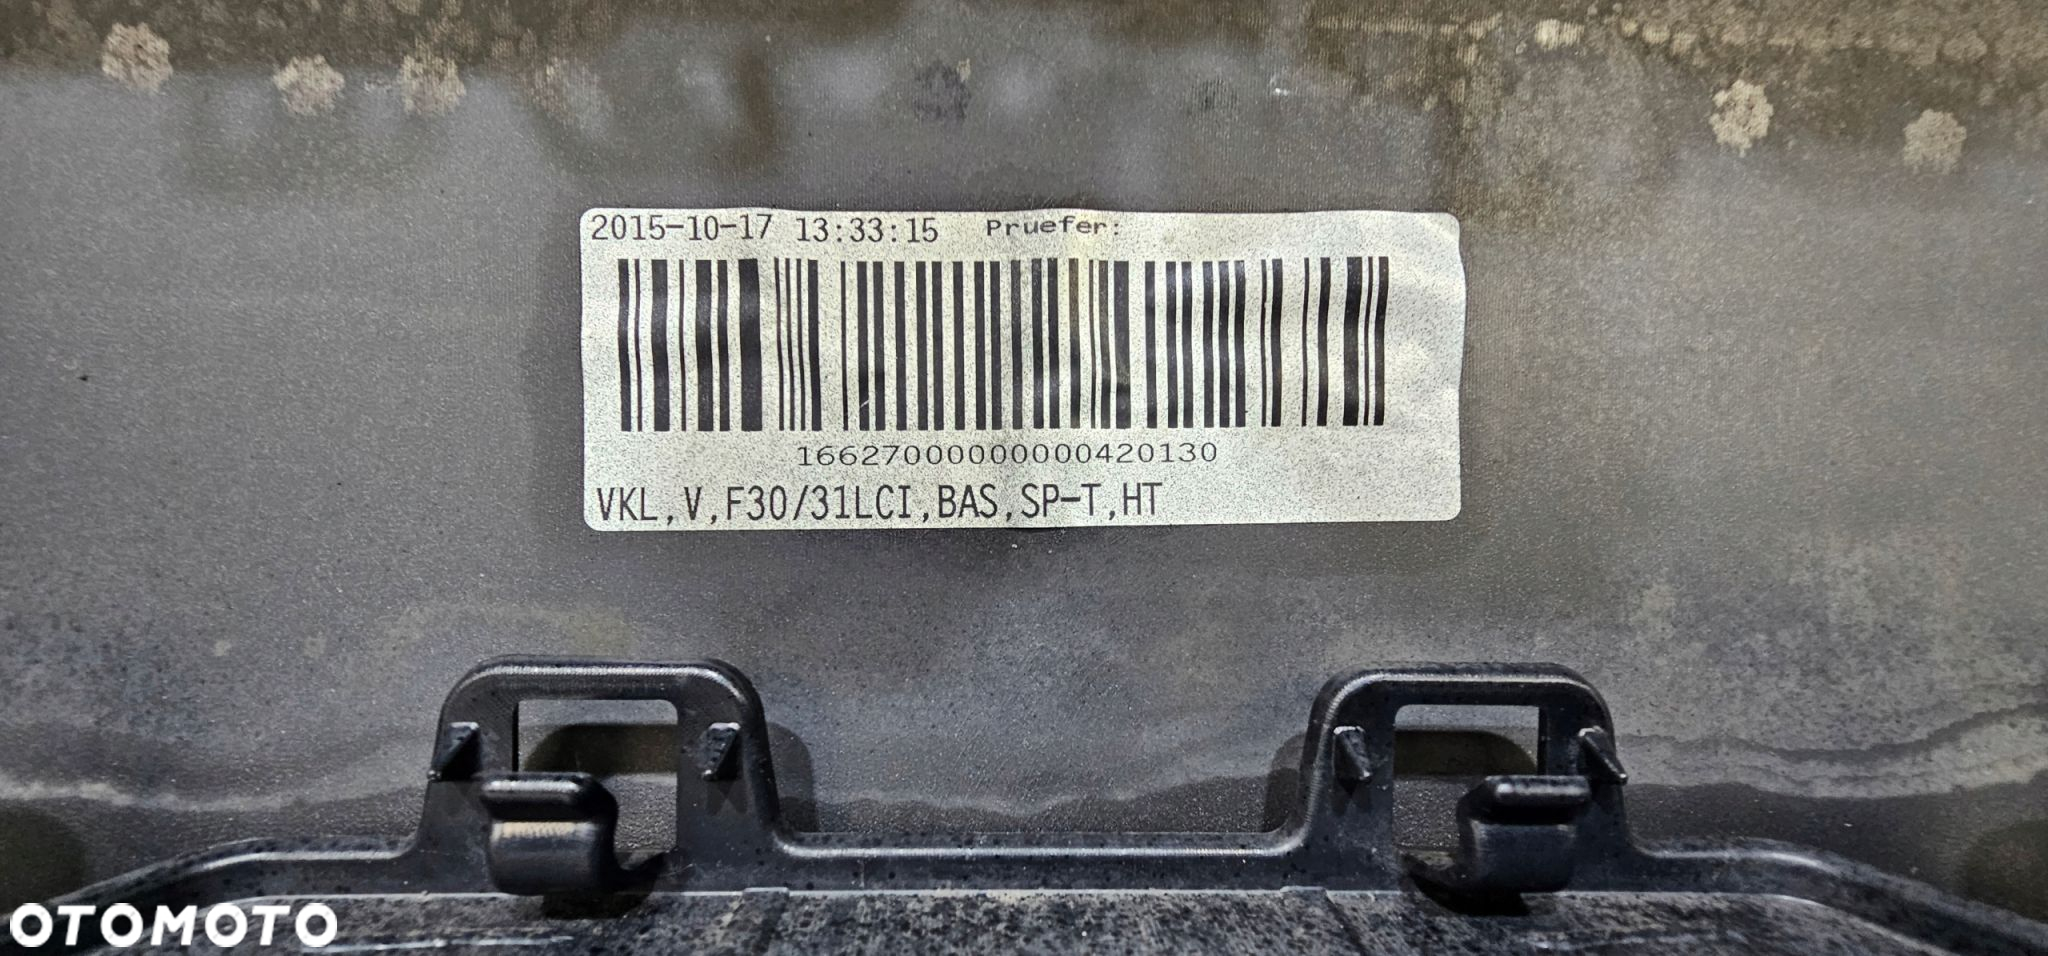 2015-10-17 13:33:15 Pruefer:
16627000000000420130
VKL,V,F30/31LCI,BAS,SP-T,HT
OTOMOTO